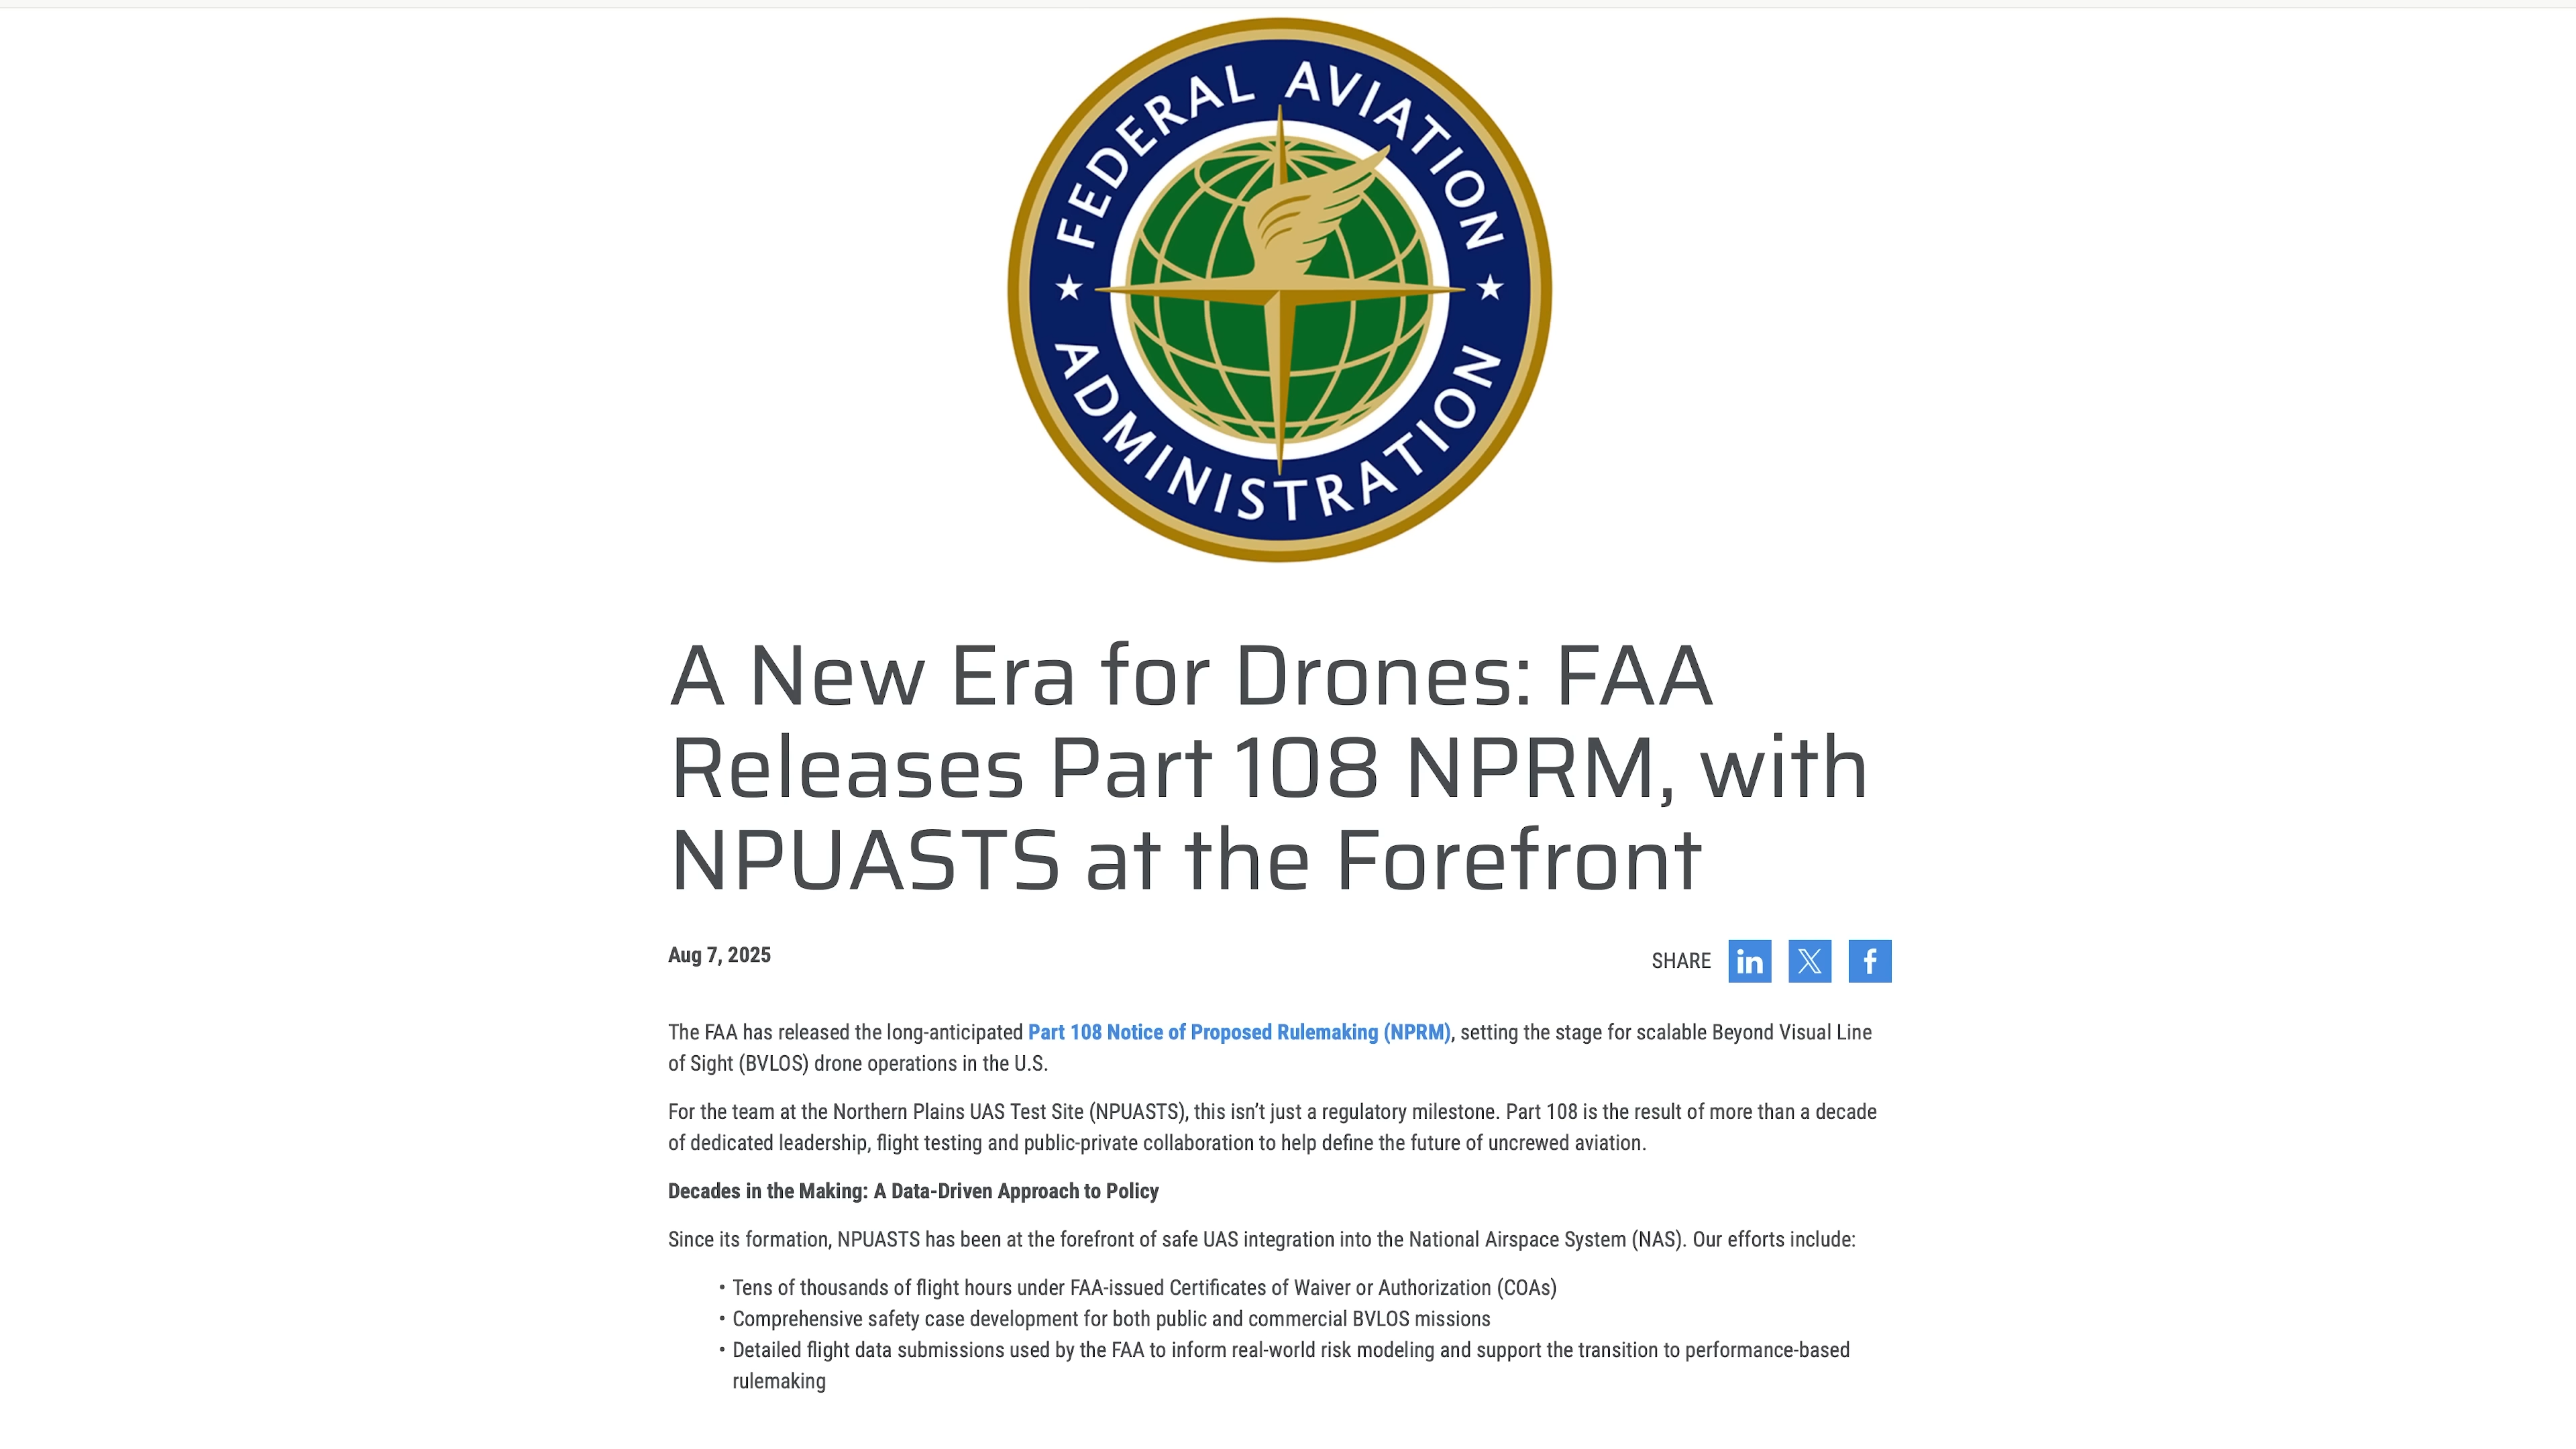 FEDERAL AVIATION
ADMINISTRATION
A New Era for Drones: FAA
Releases Part 108 NPRM, with
NPUASTS at the Forefront
Aug 7, 2025
SHARE
The FAA has released the long-anticipated Part 108 Notice of Proposed Rulemaking (NPRM), setting the stage for scalable Beyond Visual Line
of Sight (BVLOS) drone operations in the U.S.
For the team at the Northern Plains UAS Test Site (NPUASTS), this isn’t just a regulatory milestone. Part 108 is the result of more than a decade
of dedicated leadership, flight testing and public-private collaboration to help define the future of uncrewed aviation.
Decades in the Making: A Data-Driven Approach to Policy
Since its formation, NPUASTS has been at the forefront of safe UAS integration into the National Airspace System (NAS). Our efforts include:
• Tens of thousands of flight hours under FAA-issued Certificates of Waiver or Authorization (COAs)
• Comprehensive safety case development for both public and commercial BVLOS missions
• Detailed flight data submissions used by the FAA to inform real-world risk modeling and support the transition to performance-based
rulemaking